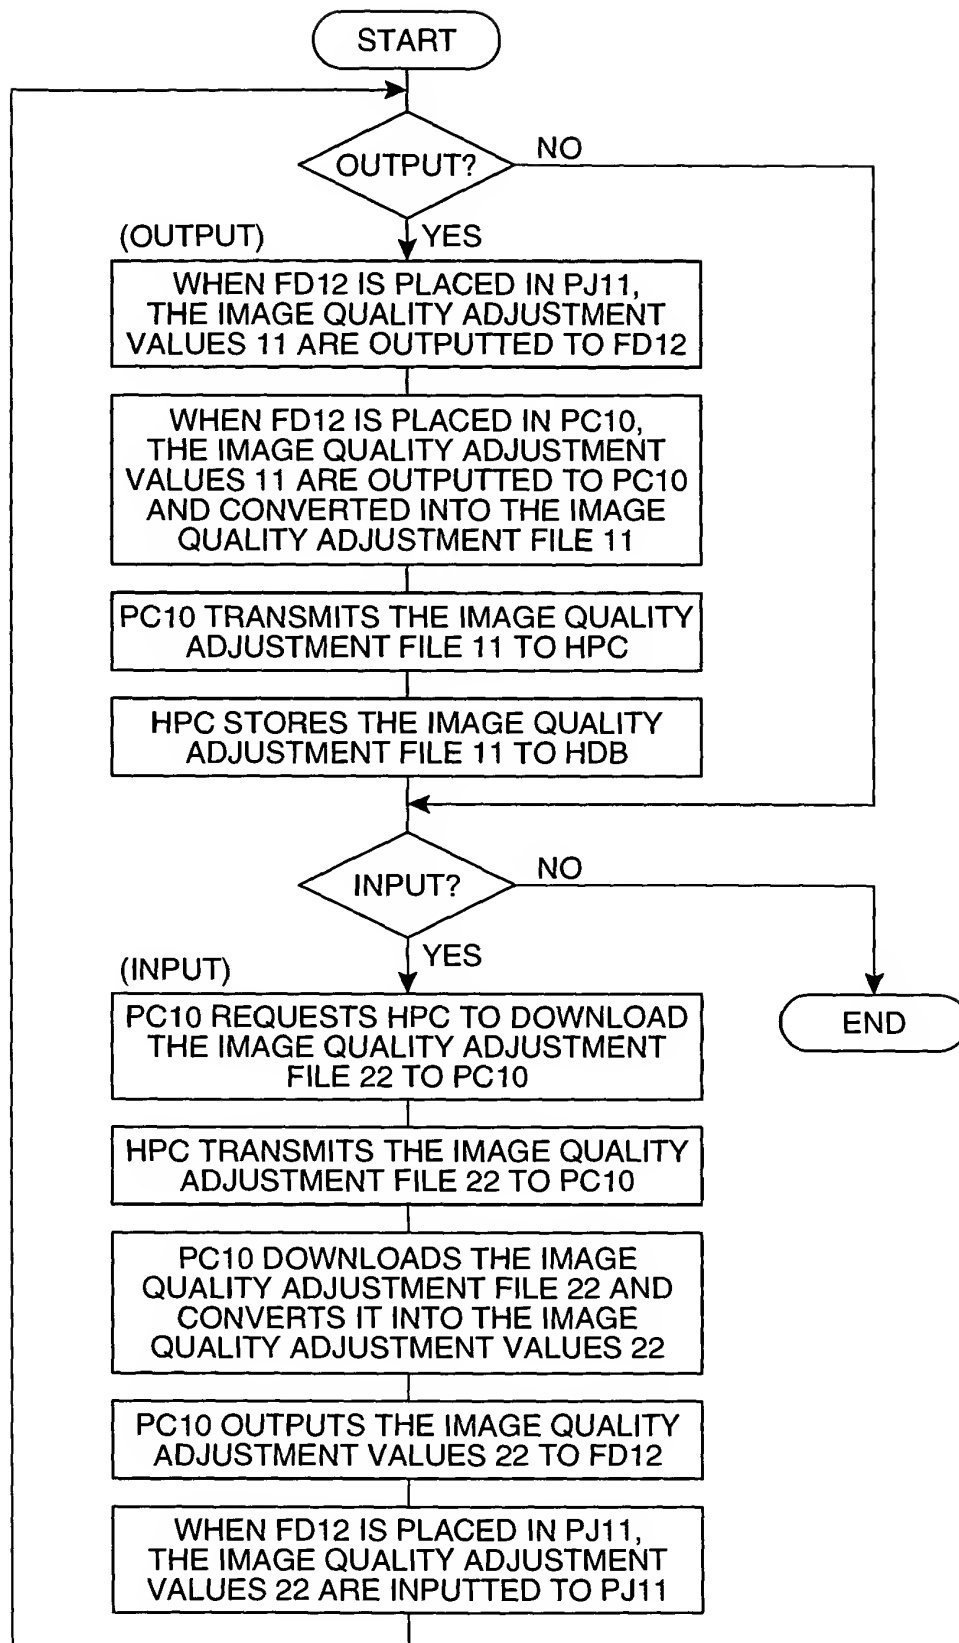 START
OUTPUT?
NO
(OUTPUT)
YES
WHEN FD12 IS PLACED IN PJ11,
THE IMAGE QUALITY ADJUSTMENT
VALUES 11 ARE OUTPUTTED TO FD12
WHEN FD12 IS PLACED IN PC10,
THE IMAGE QUALITY ADJUSTMENT
VALUES 11 ARE OUTPUTTED TO PC10
AND CONVERTED INTO THE IMAGE
QUALITY ADJUSTMENT FILE 11
PC10 TRANSMITS THE IMAGE QUALITY
ADJUSTMENT FILE 11 TO HPC
HPC STORES THE IMAGE QUALITY
ADJUSTMENT FILE 11 TO HDB
INPUT?
NO
YES
(INPUT)
PC10 REQUESTS HPC TO DOWNLOAD
THE IMAGE QUALITY ADJUSTMENT
FILE 22 TO PC10
END
HPC TRANSMITS THE IMAGE QUALITY
ADJUSTMENT FILE 22 TO PC10
PC10 DOWNLOADS THE IMAGE
QUALITY ADJUSTMENT FILE 22 AND
CONVERTS IT INTO THE IMAGE
QUALITY ADJUSTMENT VALUES 22
PC10 OUTPUTS THE IMAGE QUALITY
ADJUSTMENT VALUES 22 TO FD12
WHEN FD12 IS PLACED IN PJ11,
THE IMAGE QUALITY ADJUSTMENT
VALUES 22 ARE INPUTTED TO PJ11